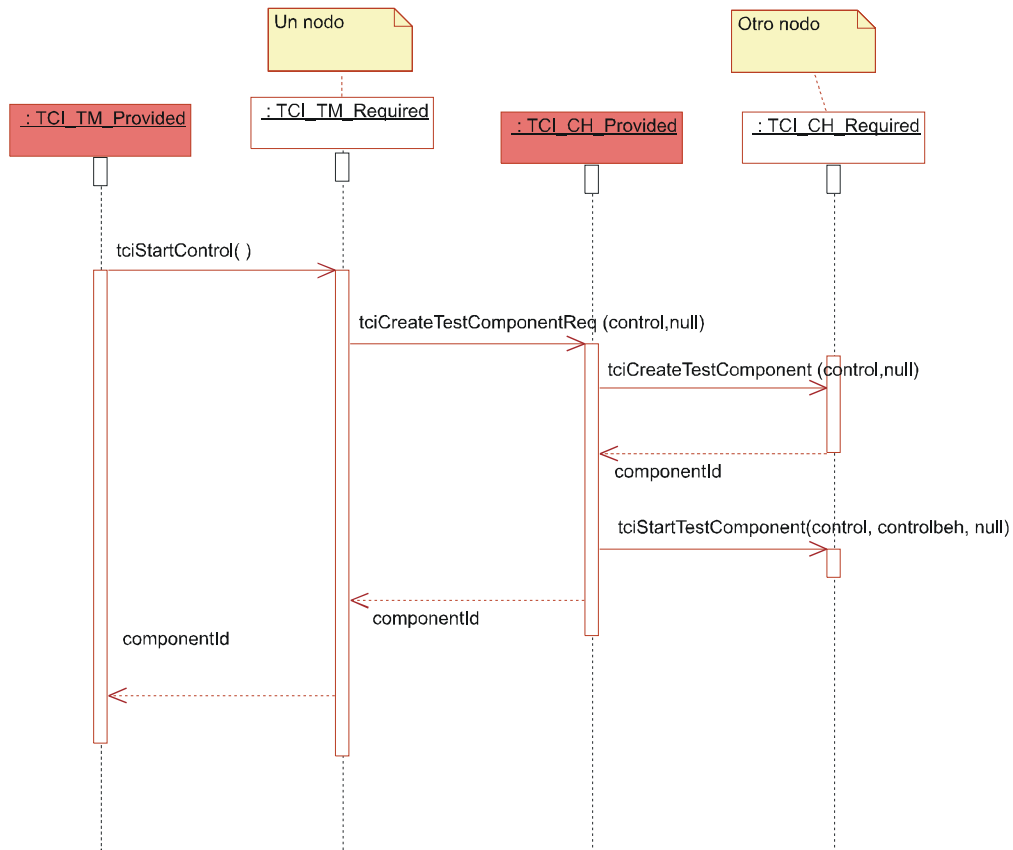 Un nodo
Otro nodo
: TCI_TM_Provided
: TCI_TM_Required
: TCI_CH_Provided
: TCI_CH_Required
tciStartControl( )
tciCreateTestComponentReq (control,null)
tciCreateTestComponent (control,null)
componentId
tciStartTestComponent(control, controlbeh, null)
componentId
componentId